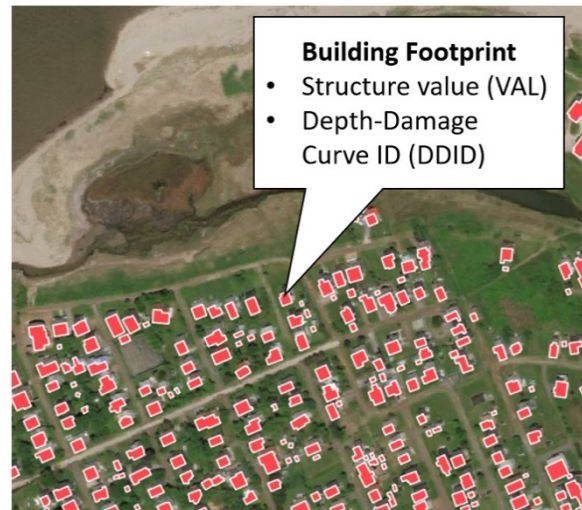 Building Footprint
• Structure value (VAL)
• Depth-Damage
Curve ID (DDID)